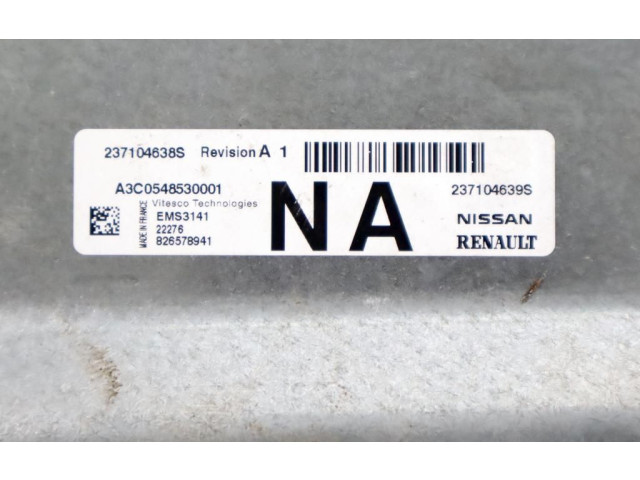 237104638S Revision A 1
A3C0548530001
237104639S
Vitesco Technologies
EMS3141
22276
826578941
MADE IN FRANCE
NA
NISSAN
RENAULT